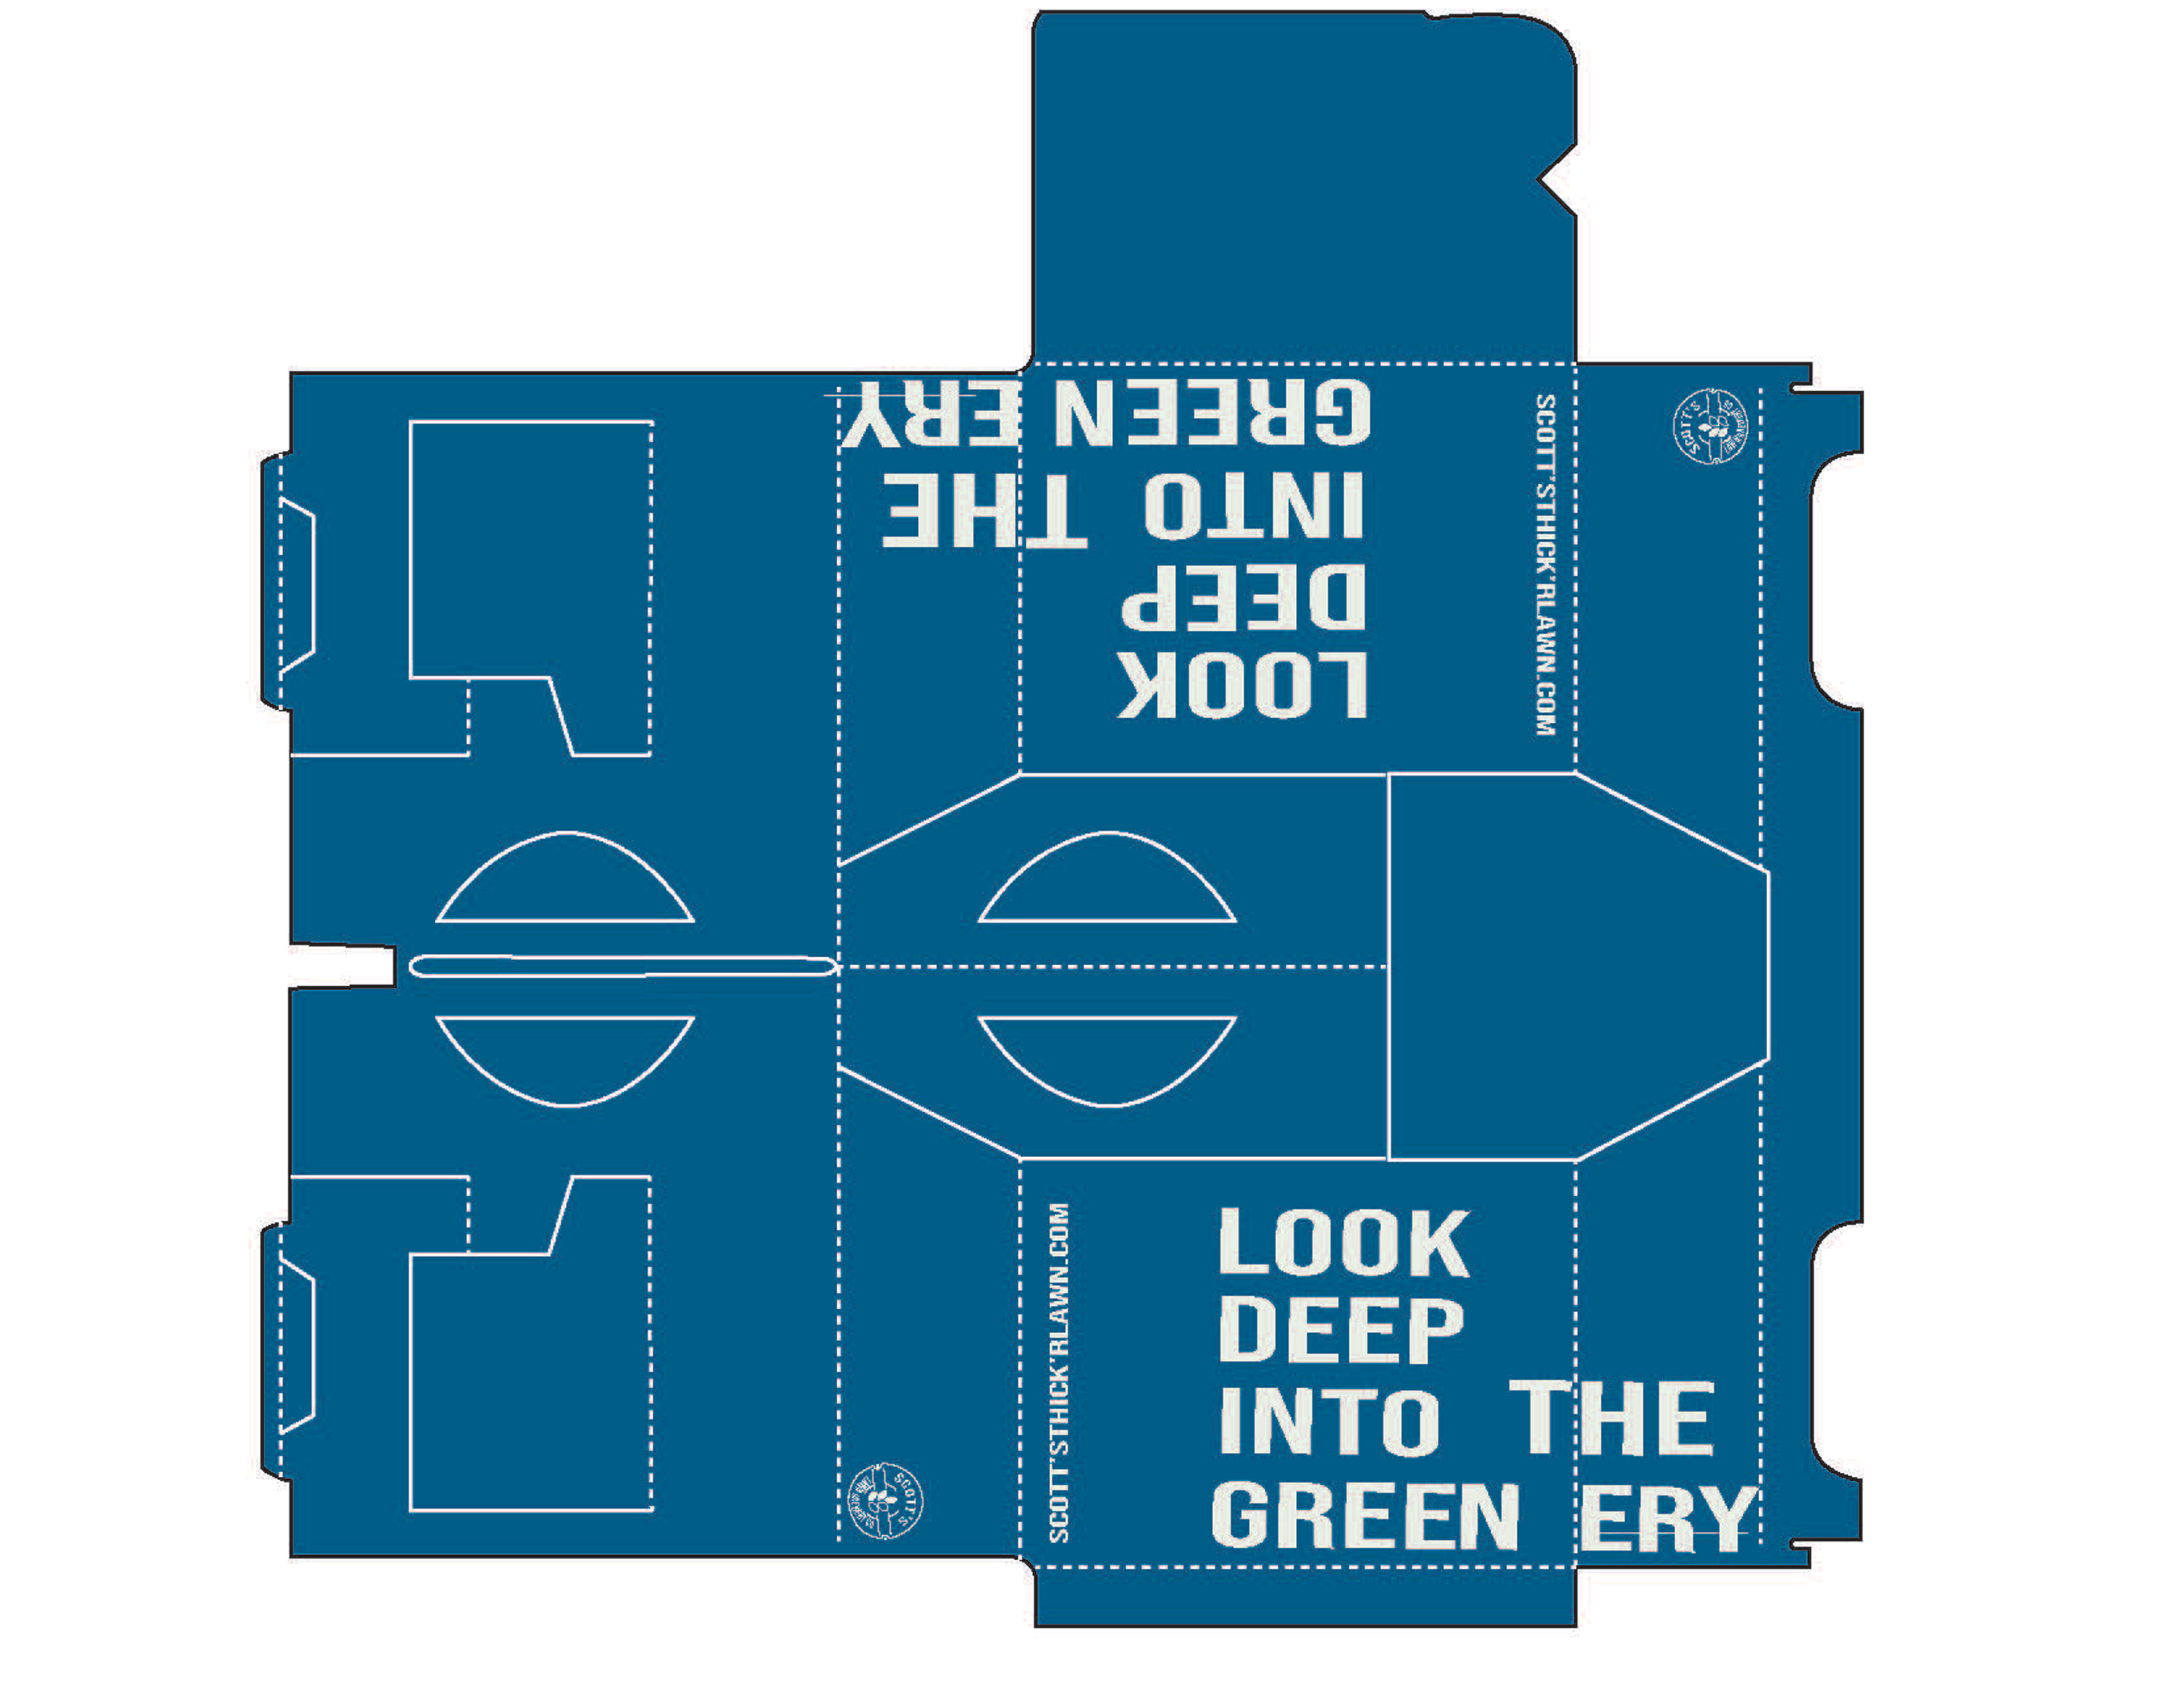 GREEN ERY
INTO THE
DEEP
LOOK
SCOTT'STHICK'RLAWN.COM
SCOTT'S
LOOK
DEEP
INTO THE
GREEN ERY
SCOTT'STHICK'RLAWN.COM
SCOTT'S